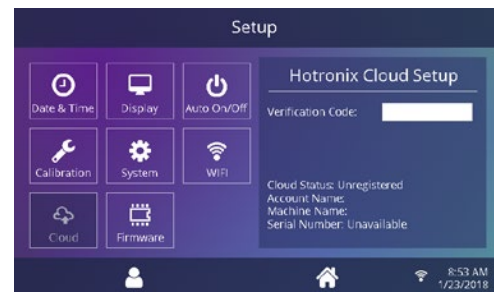 Setup
Date & Time
Display
Auto On/Off
Calibration
System
WIFI
Cloud
Firmware
Hotronix Cloud Setup
Verification Code:
Cloud Status: Unregistered
Account Name:
Machine Name:
Serial Number: Unavailable
8:53 AM
1/23/2018